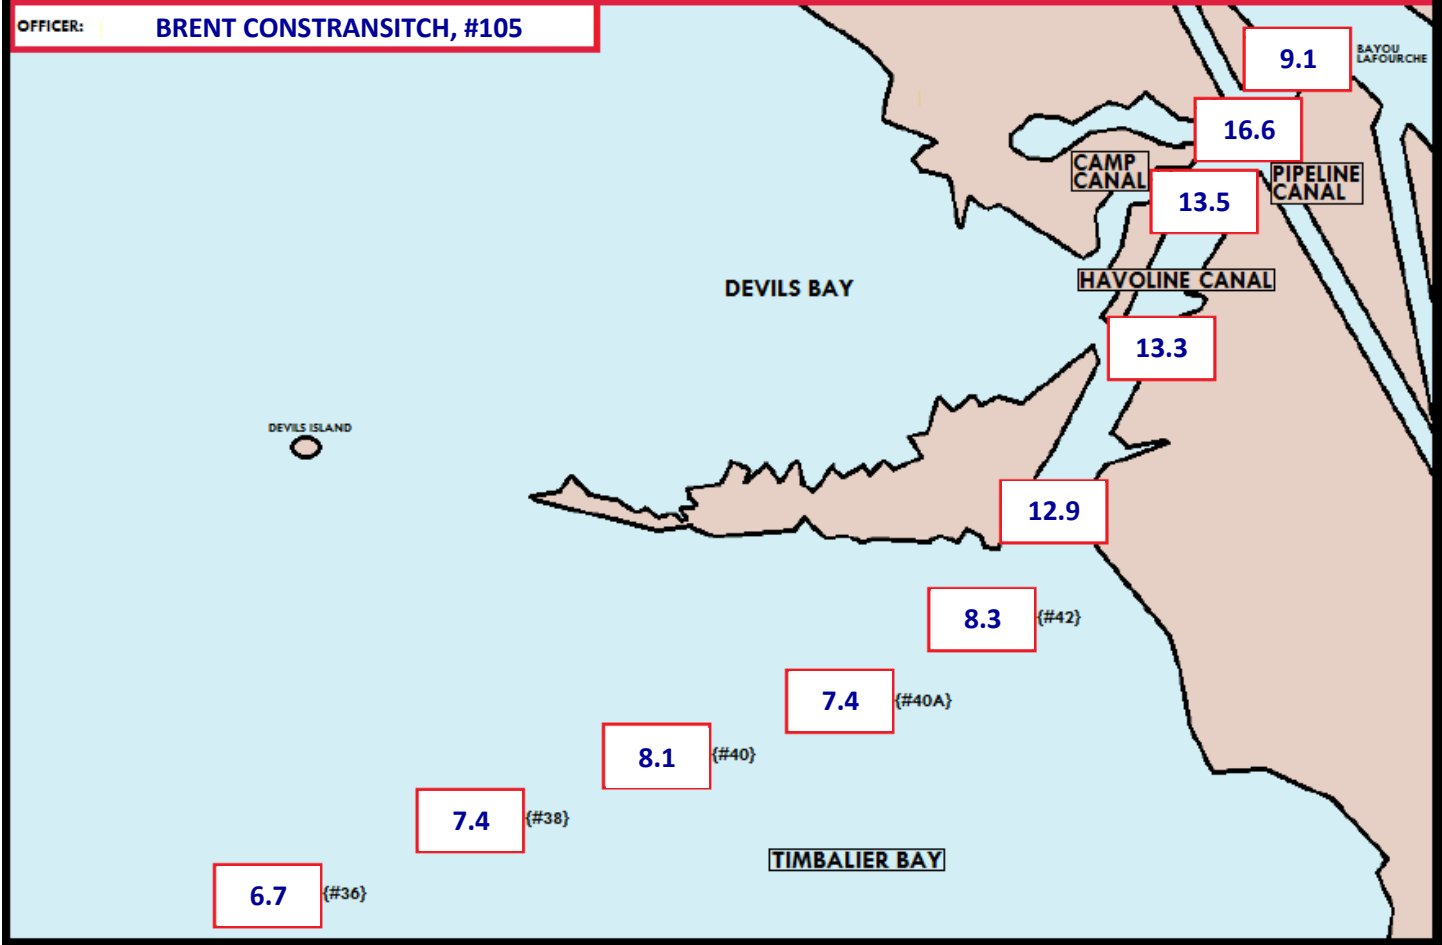 OFFICER: BRENT CONSTRANSITCH, #105
9.1
BAYOU
LAFOURCHE
16.6
CAMP
CANAL
PIPELINE
CANAL
13.5
HAVOLINE CANAL
DEVILS BAY
13.3
DEVILS ISLAND
12.9
8.3 {#42}
7.4 {#40A}
8.1 {#40}
7.4 {#38}
TIMBALIER BAY
6.7 {#36}